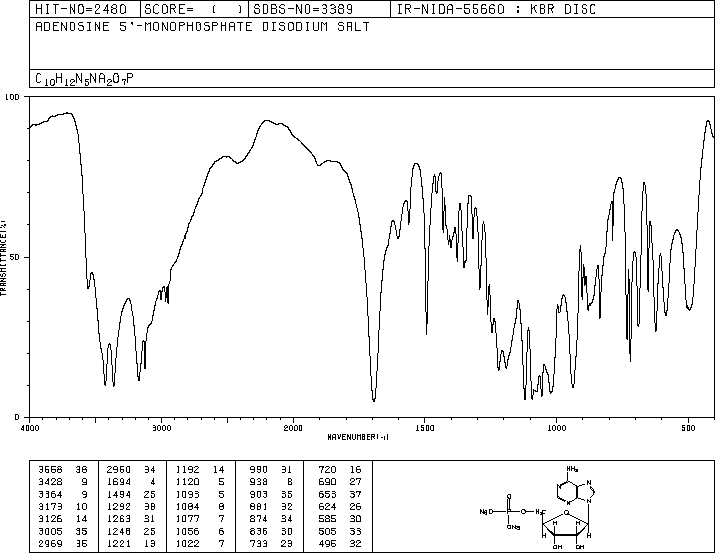 HIT-NO=2480 SCORE= ( ) SDBS-NO=3389 IR-NIDA-55660 : KBR DISC
ADENOSINE 5'-MONOPHOSPHATE DISODIUM SALT
C10H12N5NA2O7P
100
50
0
TRANSMITTANCE(%)
4000 3000 2000 1500 1000 500
WAVENUMBER(-1)
3558 38 2960 34 1192 14 990 31 720 16
3428 9 1694 4 1120 5 938 8 690 27
3364 9 1494 25 1093 5 903 35 653 37
3173 10 1292 38 1084 8 881 32 624 26
3126 14 1263 31 1077 7 874 34 585 30
3005 35 1248 25 1056 6 836 30 505 33
2969 35 1221 13 1022 7 733 23 495 32
NH2
N N
N N
O
NaO P O H2C O
ONa
OH OH